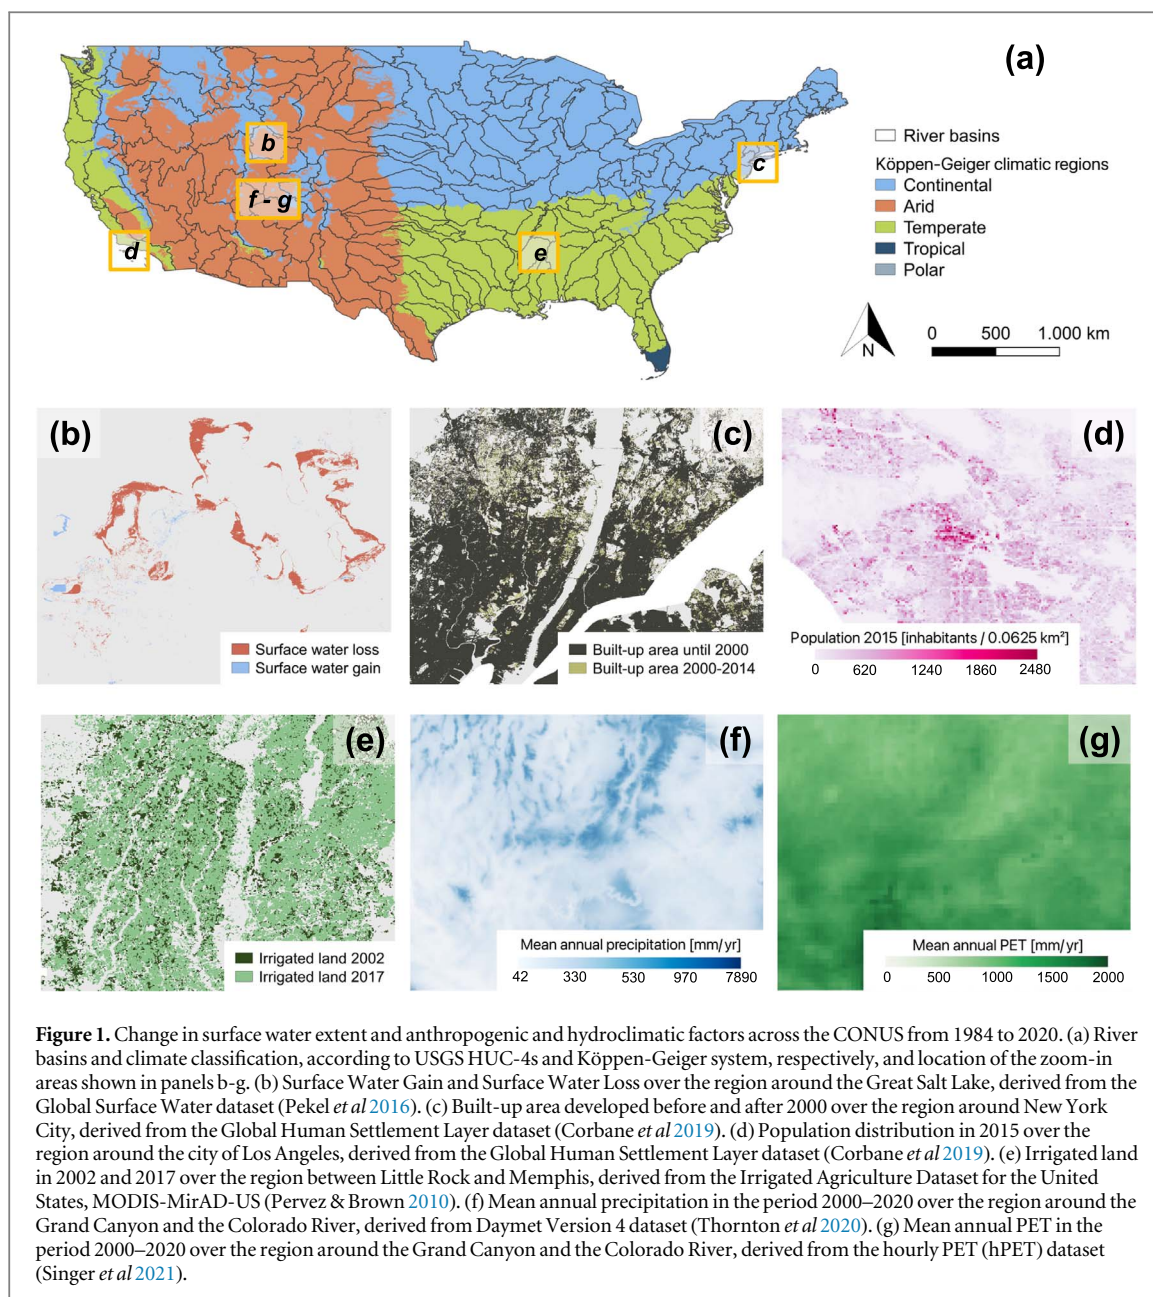 (a)
River basins
Köppen-Geiger climatic regions
Continental
Arid
Temperate
Tropical
Polar
b
c
f - g
d
e
N
0 500 1.000 km
(b)
Surface water loss
Surface water gain
(c)
Built-up area until 2000
Built-up area 2000-2014
(d)
Population 2015 [inhabitants / 0.0625 km²]
0 620 1240 1860 2480
(e)
Irrigated land 2002
Irrigated land 2017
(f)
Mean annual precipitation [mm/yr]
42 330 530 970 7890
(g)
Mean annual PET [mm/yr]
0 500 1000 1500 2000
Figure 1. Change in surface water extent and anthropogenic and hydroclimatic factors across the CONUS from 1984 to 2020. (a) River
basins and climate classification, according to USGS HUC-4s and Köppen-Geiger system, respectively, and location of the zoom-in
areas shown in panels b-g. (b) Surface Water Gain and Surface Water Loss over the region around the Great Salt Lake, derived from the
Global Surface Water dataset (Pekel et al 2016). (c) Built-up area developed before and after 2000 over the region around New York
City, derived from the Global Human Settlement Layer dataset (Corbane et al 2019). (d) Population distribution in 2015 over the
region around the city of Los Angeles, derived from the Global Human Settlement Layer dataset (Corbane et al 2019). (e) Irrigated land
in 2002 and 2017 over the region between Little Rock and Memphis, derived from the Irrigated Agriculture Dataset for the United
States, MODIS-MirAD-US (Pervez & Brown 2010). (f) Mean annual precipitation in the period 2000–2020 over the region around the
Grand Canyon and the Colorado River, derived from Daymet Version 4 dataset (Thornton et al 2020). (g) Mean annual PET in the
period 2000–2020 over the region around the Grand Canyon and the Colorado River, derived from the hourly PET (hPET) dataset
(Singer et al 2021).